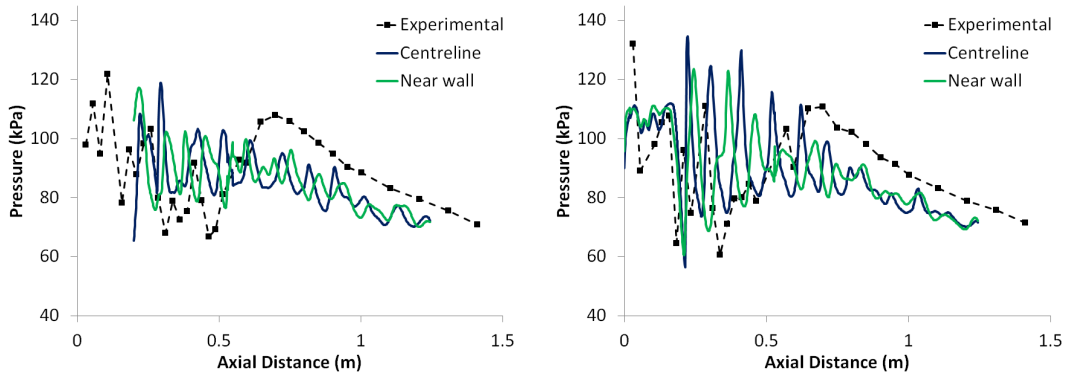 140
120
100
80
60
40
0
0.5
1
1.5
Pressure (kPa)
Axial Distance (m)
Experimental
Centreline
Near wall
140
120
100
80
60
40
0
0.5
1
1.5
Pressure (kPa)
Axial Distance (m)
Experimental
Centreline
Near wall